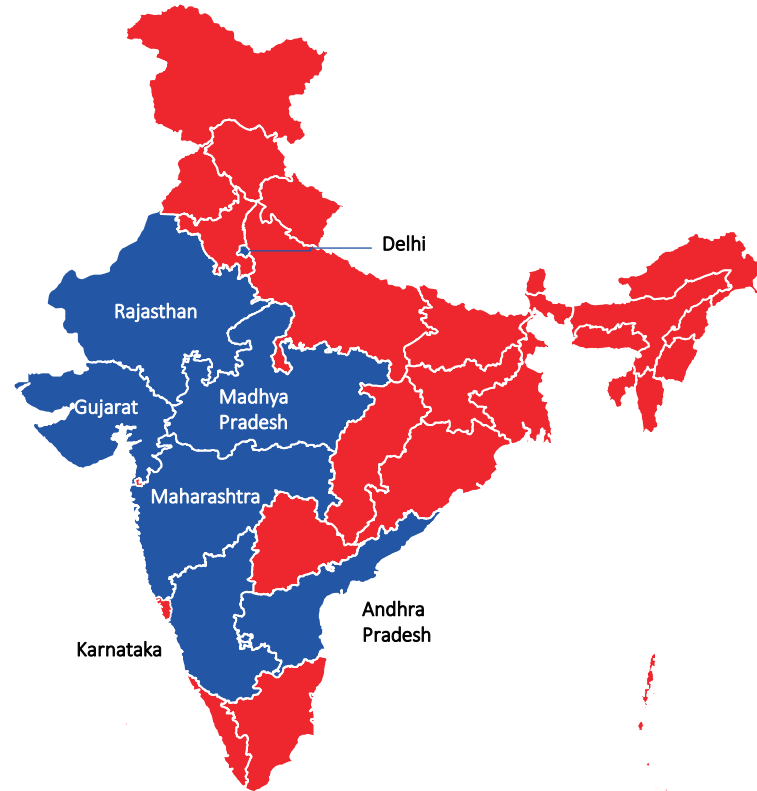 Delhi
Rajasthan
Madhya
Pradesh
Gujarat
Maharashtra
Andhra
Pradesh
Karnataka